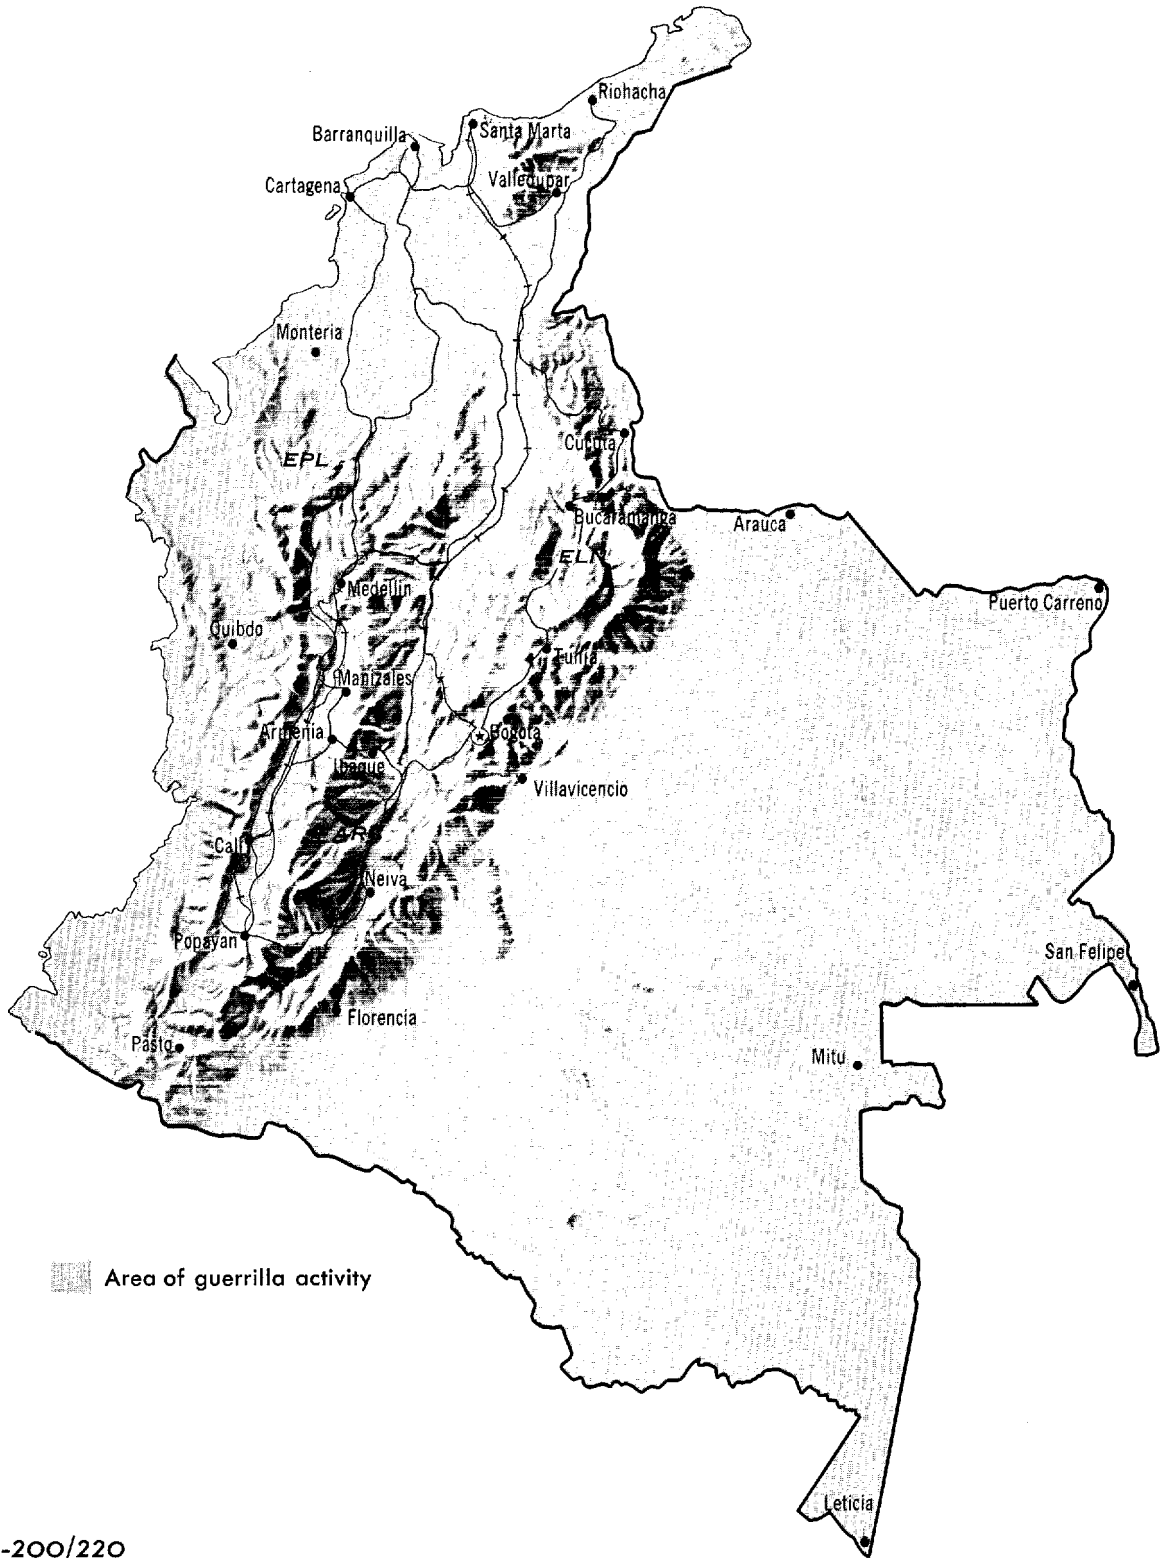 Riohacha
Santa Marta
Barranquilla
Valledupar
Cartagena
Monteria
Cucuta
EPL
Bucaramanga
Arauca
ELN
Medellin
Puerto Carreno
Quibdo
Tunja
Manizales
Armenia
Bogota
Ibague
Villavicencio
Cali
Neiva
Popayan
San Felipe
Florencia
Pasto
Mitu
Area of guerrilla activity
Leticia
-200/220